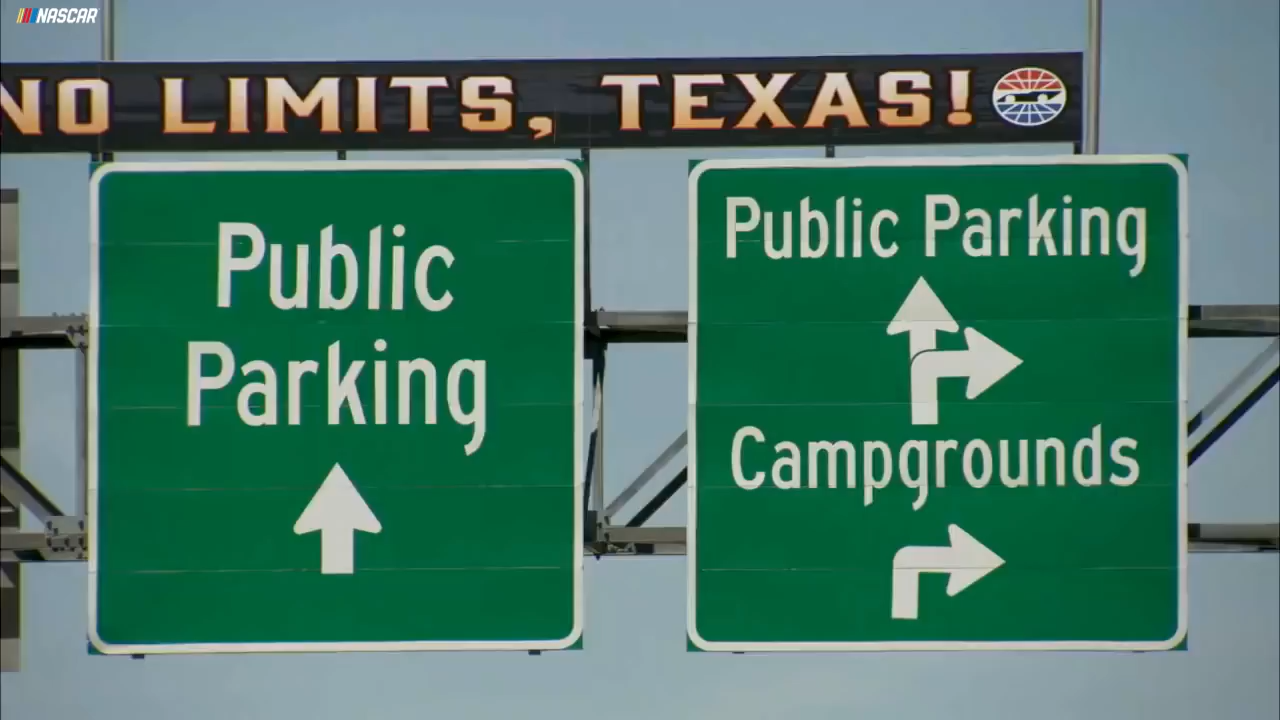 NASCAR
NO LIMITS, TEXAS!
Public
Parking
Public Parking
Campgrounds